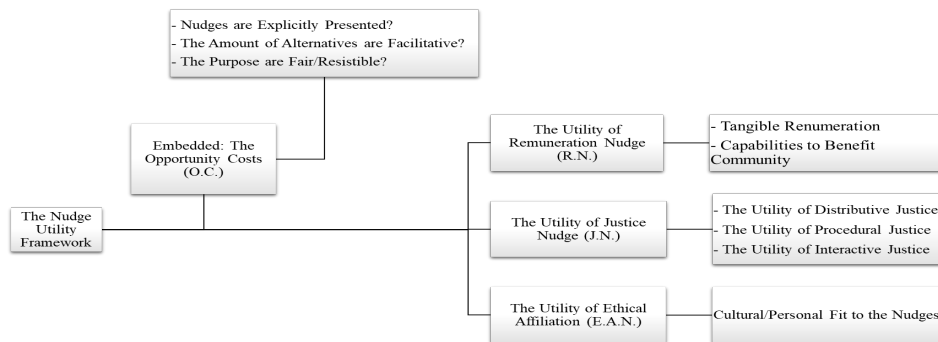 - Nudges are Explicitly Presented?
- The Amount of Alternatives are Facilitative?
- The Purpose are Fair/Resistible?
Embedded: The
Opportunity Costs
(O.C.)
The Nudge
Utility
Framework
The Utility of
Remuneration Nudge
(R.N.)
- Tangible Renumeration
- Capabilities to Benefit
Community
The Utility of Justice
Nudge (J.N.)
- The Utility of Distributive Justice
- The Utility of Procedural Justice
- The Utility of Interactive Justice
The Utility of Ethical
Affiliation (E.A.N.)
Cultural/Personal Fit to the Nudges